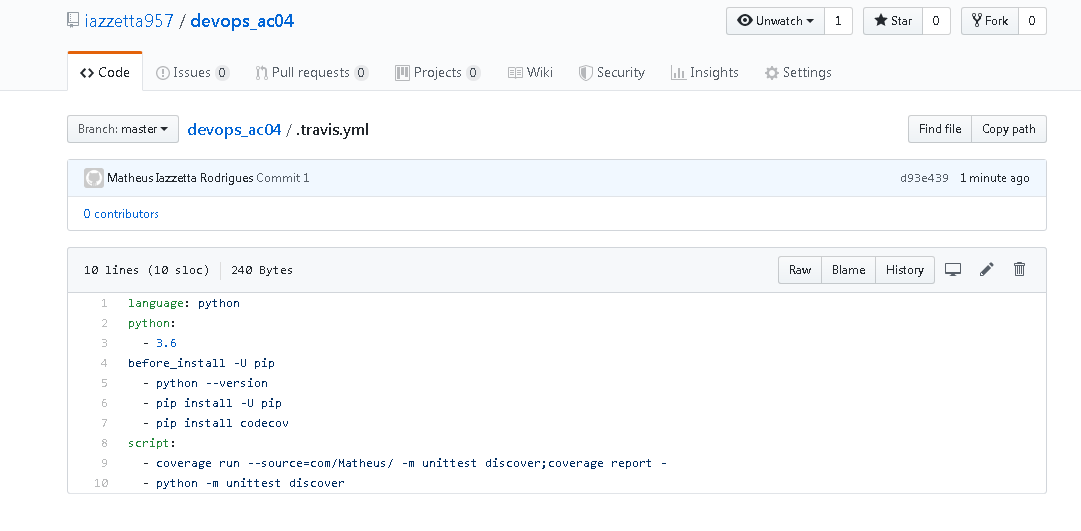 iazzetta957 / devops_ac04
Unwatch 1 Star 0 Fork 0
Code Issues 0 Pull requests 0 Projects 0 Wiki Security Insights Settings
Branch: master devops_ac04 / .travis.yml Find file Copy path
Matheus Iazzetta Rodrigues Commit 1 d93e439 1 minute ago
0 contributors
10 lines (10 sloc) 240 Bytes Raw Blame History
1 language: python
2 python:
3 - 3.6
4 before_install -U pip
5 - python --version
6 - pip install -U pip
7 - pip install codecov
8 script:
9 - coverage run --source=com/Matheus/ -m unittest discover;coverage report -
10 - python -m unittest discover